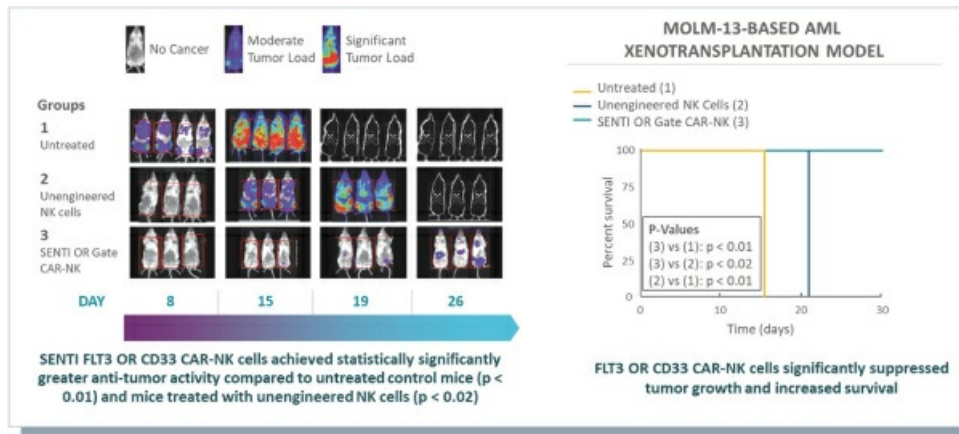 No Cancer
Moderate
Tumor Load
Significant
Tumor Load
Groups
1
Untreated
2
Unengineered
NK cells
3
SENTI OR Gate
CAR-NK
DAY 8 15 19 26
SENTI FLT3 OR CD33 CAR-NK cells achieved statistically significantly
greater anti-tumor activity compared to untreated control mice (p <
0.01) and mice treated with unengineered NK cells (p < 0.02)
MOLM-13-BASED AML
XENOTRANSPLANTATION MODEL
Untreated (1)
Unengineered NK Cells (2)
SENTI OR Gate CAR-NK (3)
Percent survival
100
75
50
25
0
P-Values
(3) vs (1): p < 0.01
(3) vs (2): p < 0.02
(2) vs (1): p < 0.01
0 10 20 30
Time (days)
FLT3 OR CD33 CAR-NK cells significantly suppressed
tumor growth and increased survival